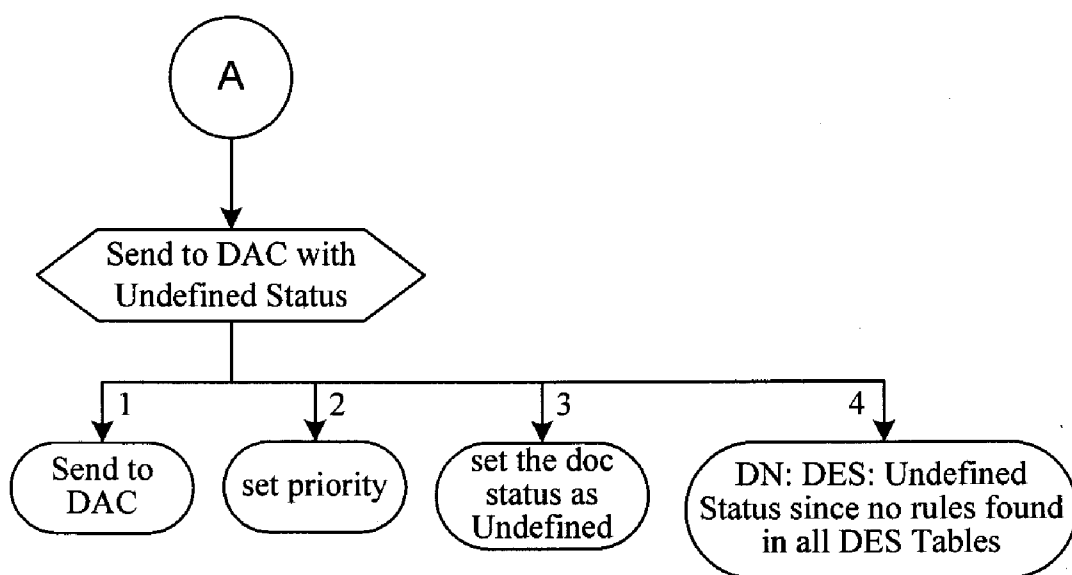 A
Send to DAC with
Undefined Status
1
2
3
4
Send to
DAC
set priority
set the doc
status as
Undefined
DN: DES: Undefined
Status since no rules found
in all DES Tables